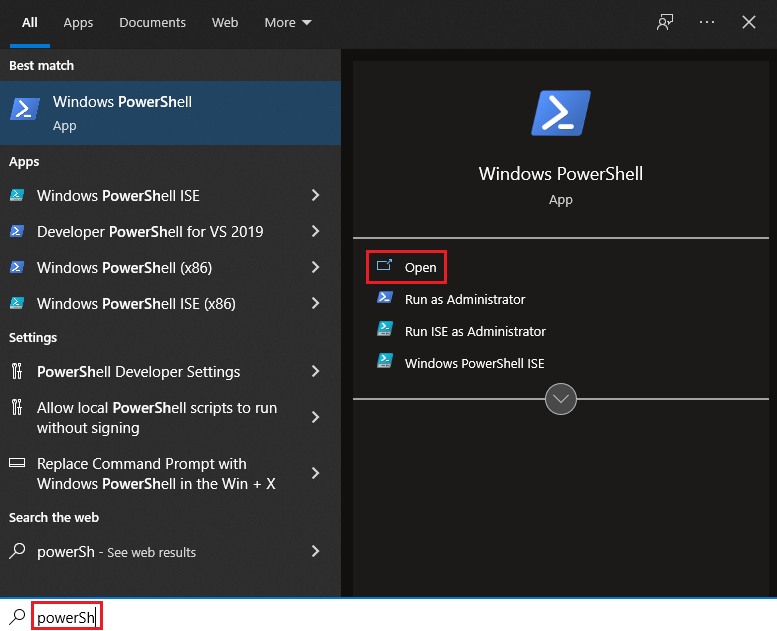 All Apps Documents Web More
Best match
Windows PowerShell
App
Apps
Windows PowerShell ISE
Developer PowerShell for VS 2019
Windows PowerShell (x86)
Windows PowerShell ISE (x86)
Settings
PowerShell Developer Settings
Allow local PowerShell scripts to run
without signing
Replace Command Prompt with
Windows PowerShell in the Win + X
Search the web
powerSh - See web results
powerSh
Windows PowerShell
App
Open
Run as Administrator
Run ISE as Administrator
Windows PowerShell ISE